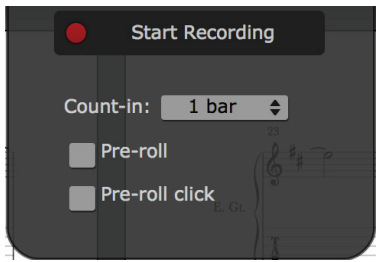 Start Recording
Count-in: 1 bar
23
Pre-roll
Pre-roll click
E. Gt.